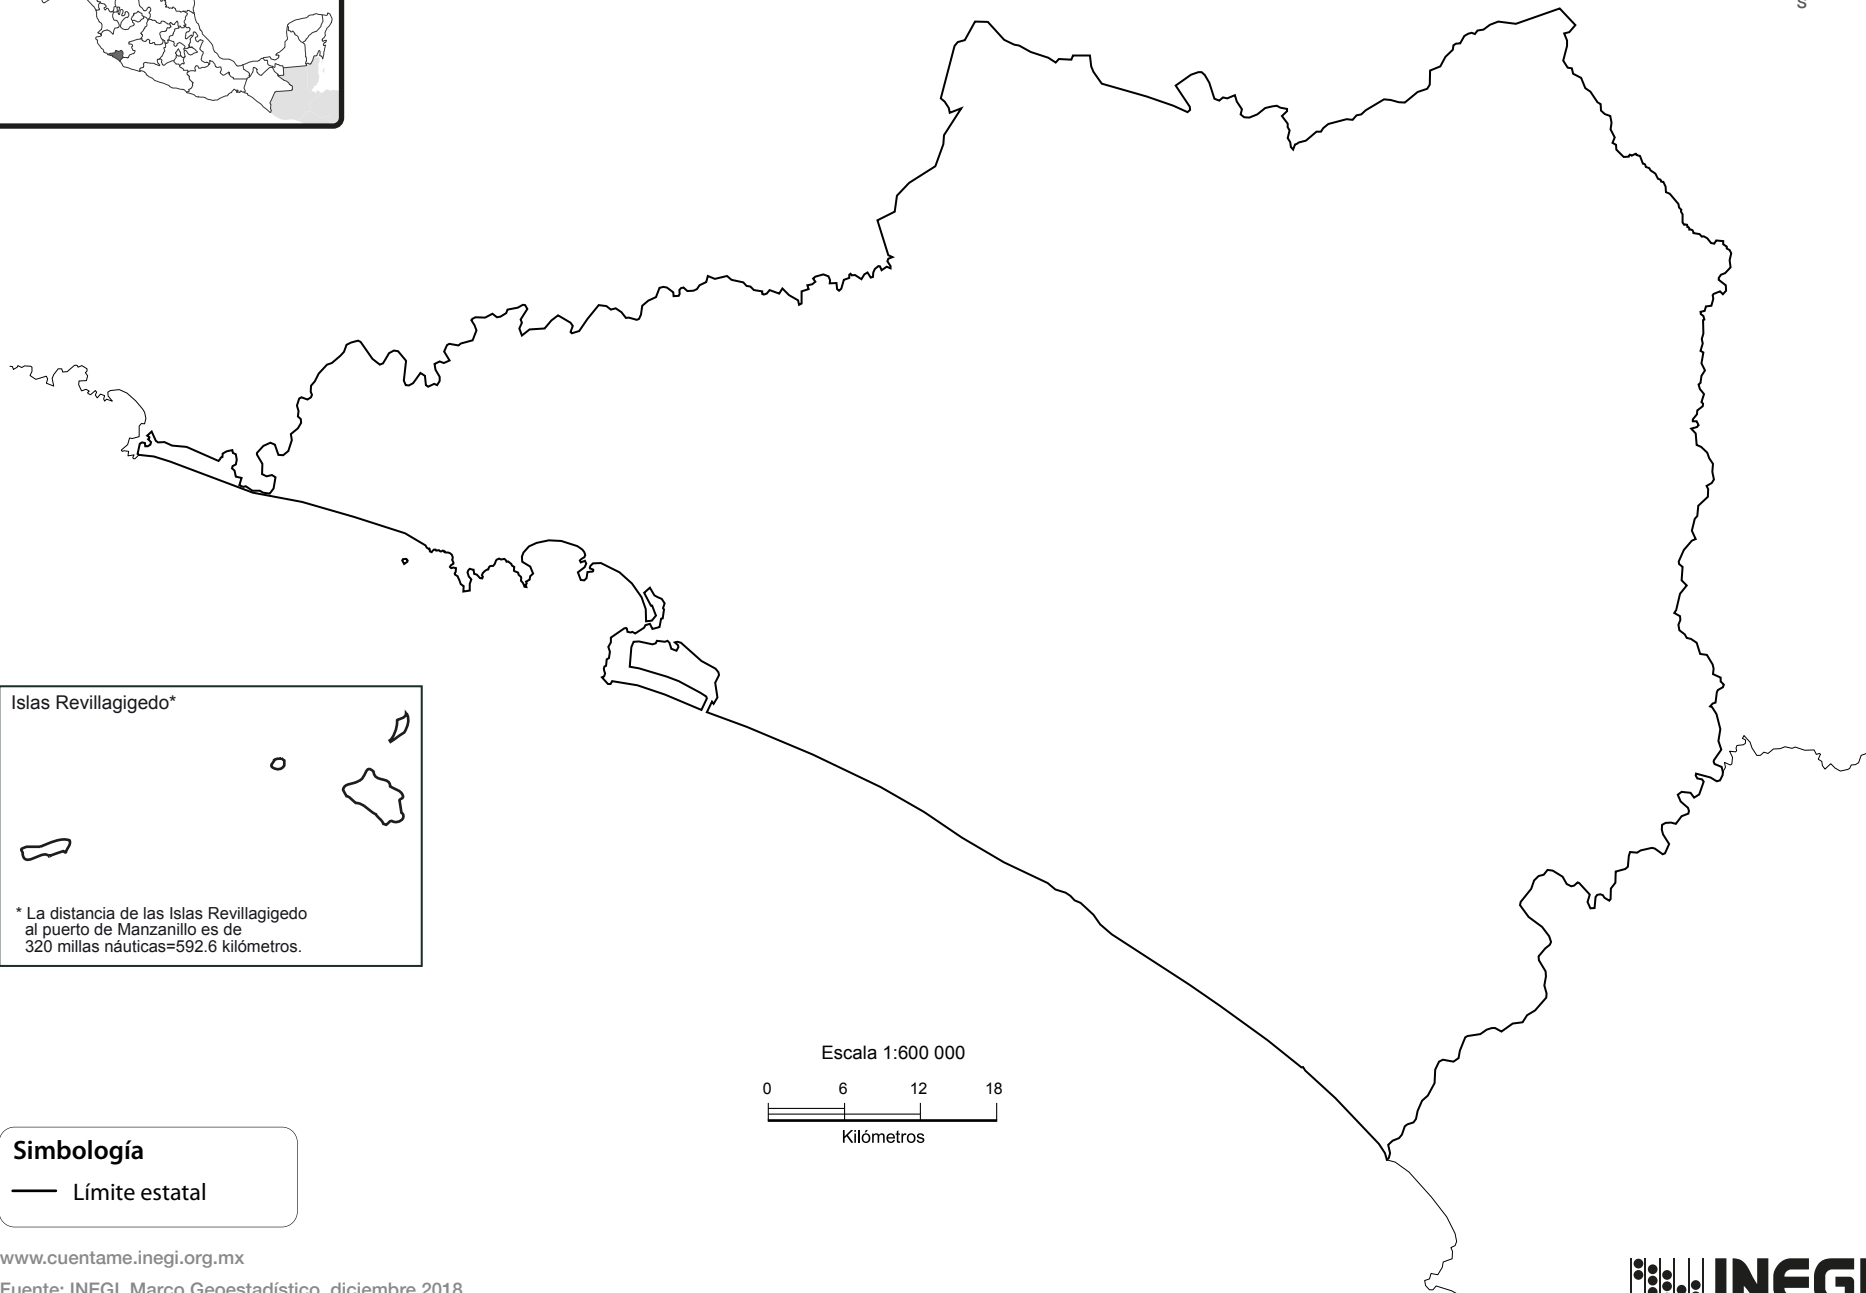 S
Islas Revillagigedo*
* La distancia de las Islas Revillagigedo
al puerto de Manzanillo es de
320 millas náuticas=592.6 kilómetros.
Escala 1:600 000
0 6 12 18
Kilómetros
Simbología
Límite estatal
www.cuentame.inegi.org.mx
Fuente: INEGI. Marco Geoestadístico, diciembre 2018
INEGI